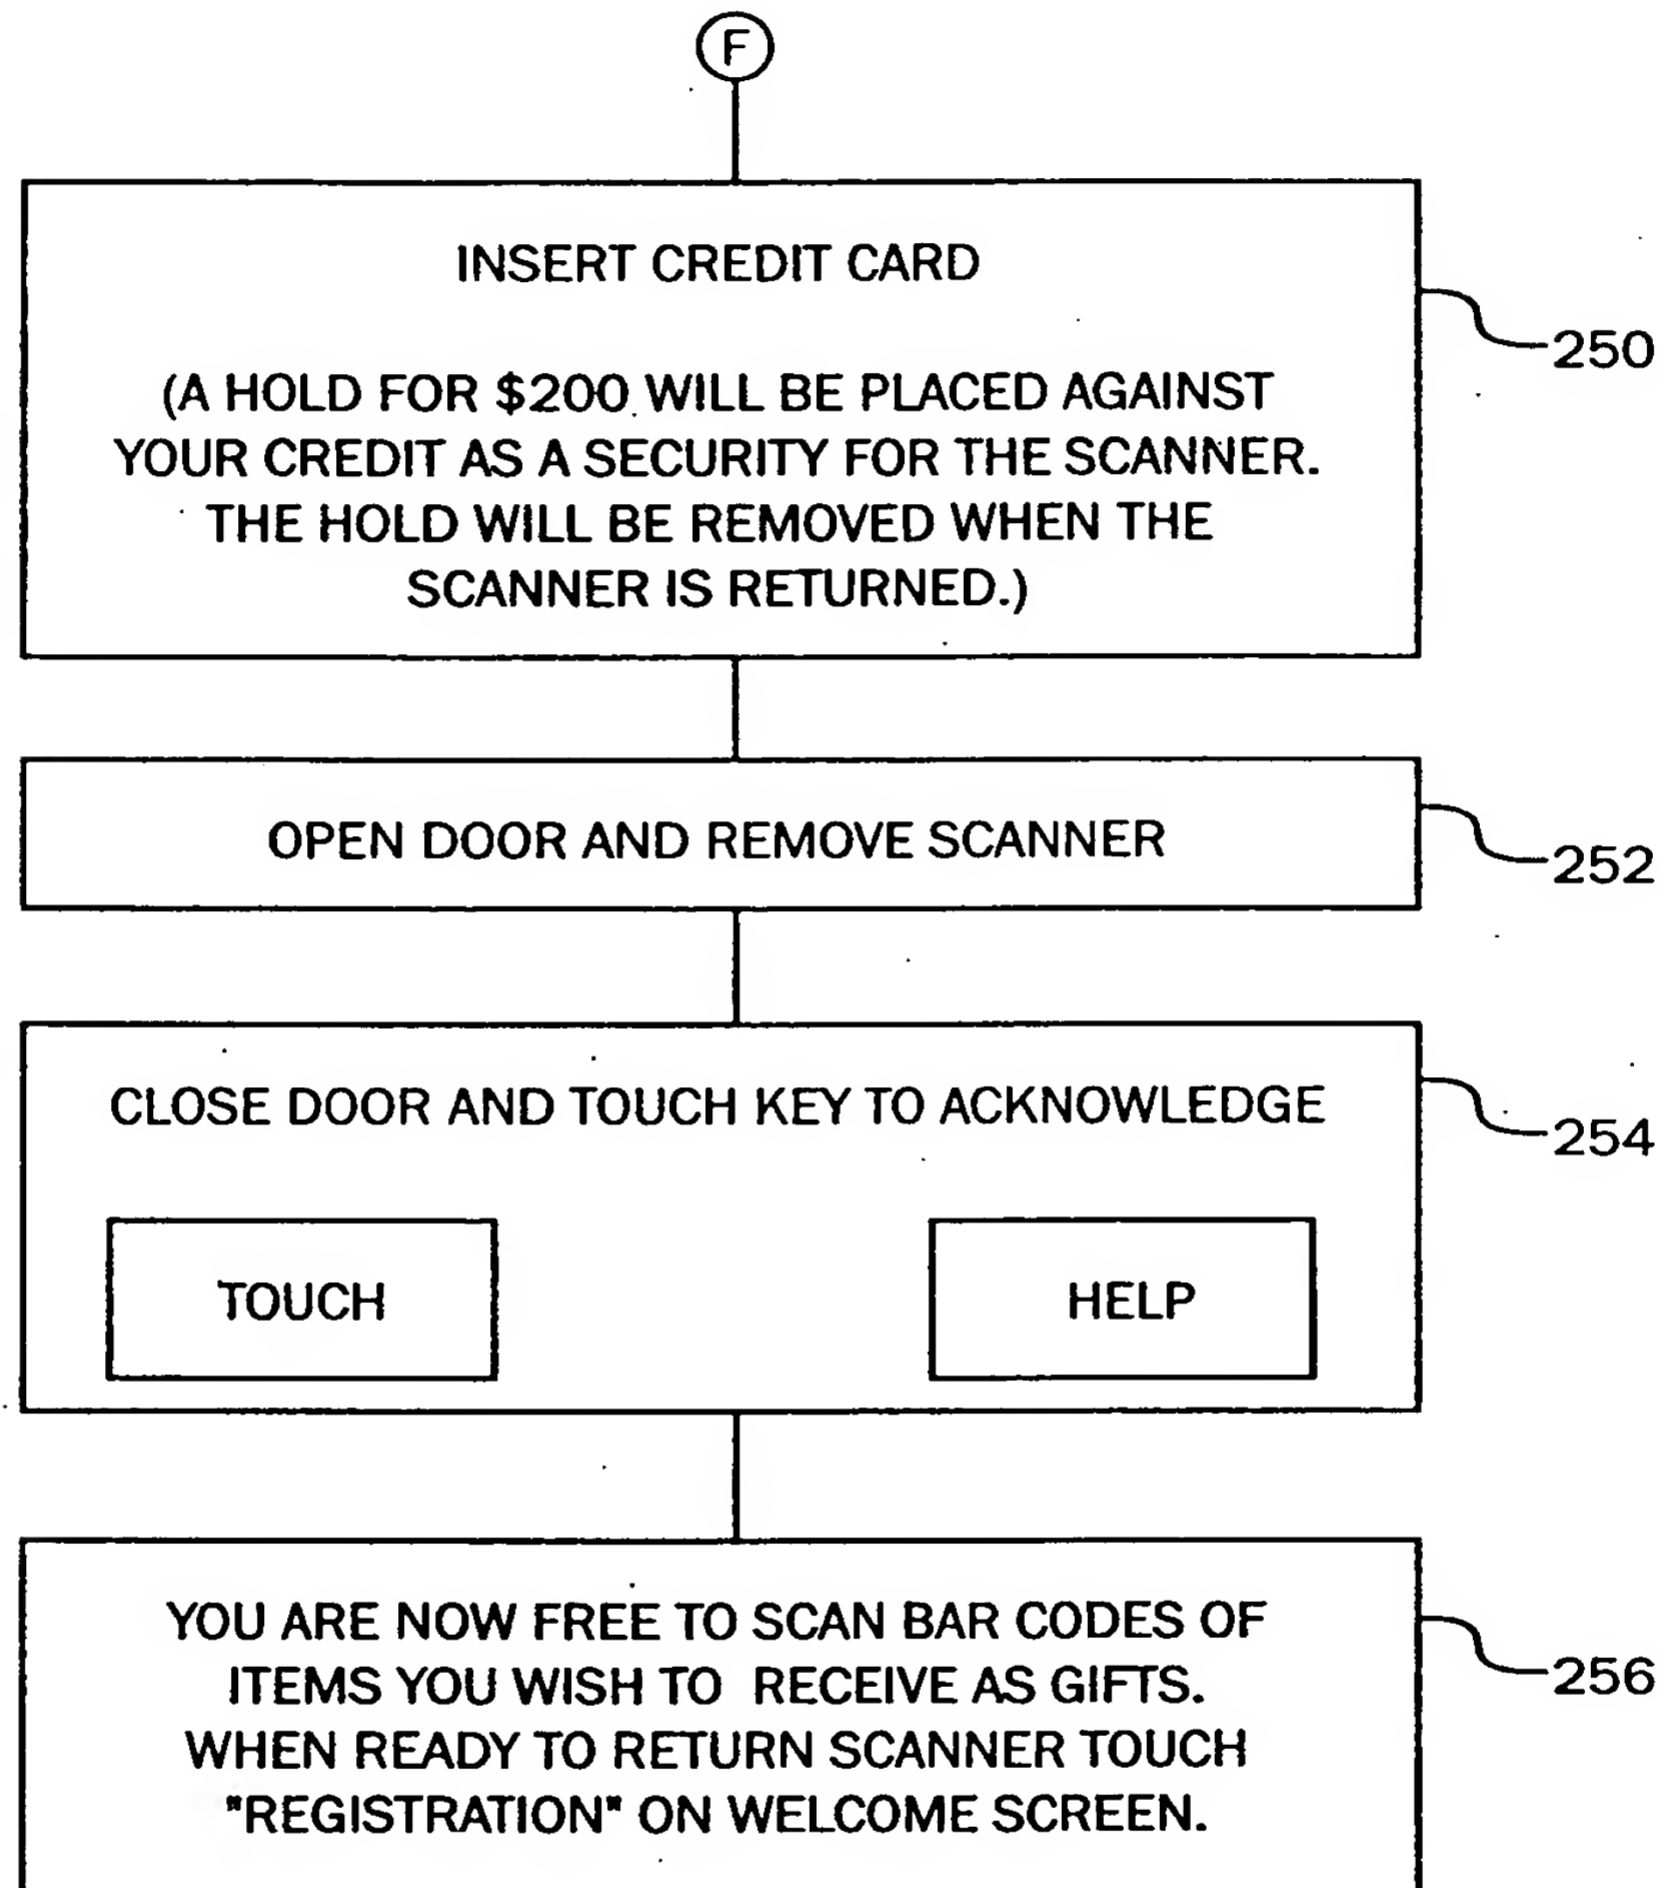 F
INSERT CREDIT CARD
(A HOLD FOR $200 WILL BE PLACED AGAINST
YOUR CREDIT AS A SECURITY FOR THE SCANNER.
THE HOLD WILL BE REMOVED WHEN THE
SCANNER IS RETURNED.)
250
OPEN DOOR AND REMOVE SCANNER
252
CLOSE DOOR AND TOUCH KEY TO ACKNOWLEDGE
254
TOUCH
HELP
YOU ARE NOW FREE TO SCAN BAR CODES OF
ITEMS YOU WISH TO RECEIVE AS GIFTS.
WHEN READY TO RETURN SCANNER TOUCH
"REGISTRATION" ON WELCOME SCREEN.
256